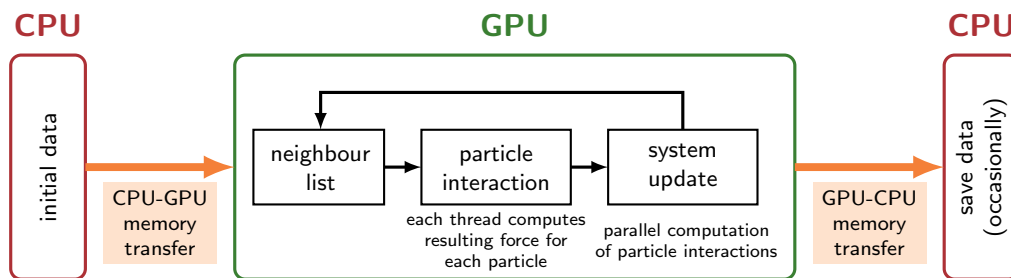 CPU
initial data
CPU-GPU
memory
transfer
GPU
neighbour
list
particle
interaction
each thread computes
resulting force for
each particle
system
update
parallel computation
of particle interactions
GPU-CPU
memory
transfer
CPU
save data
(occasionally)